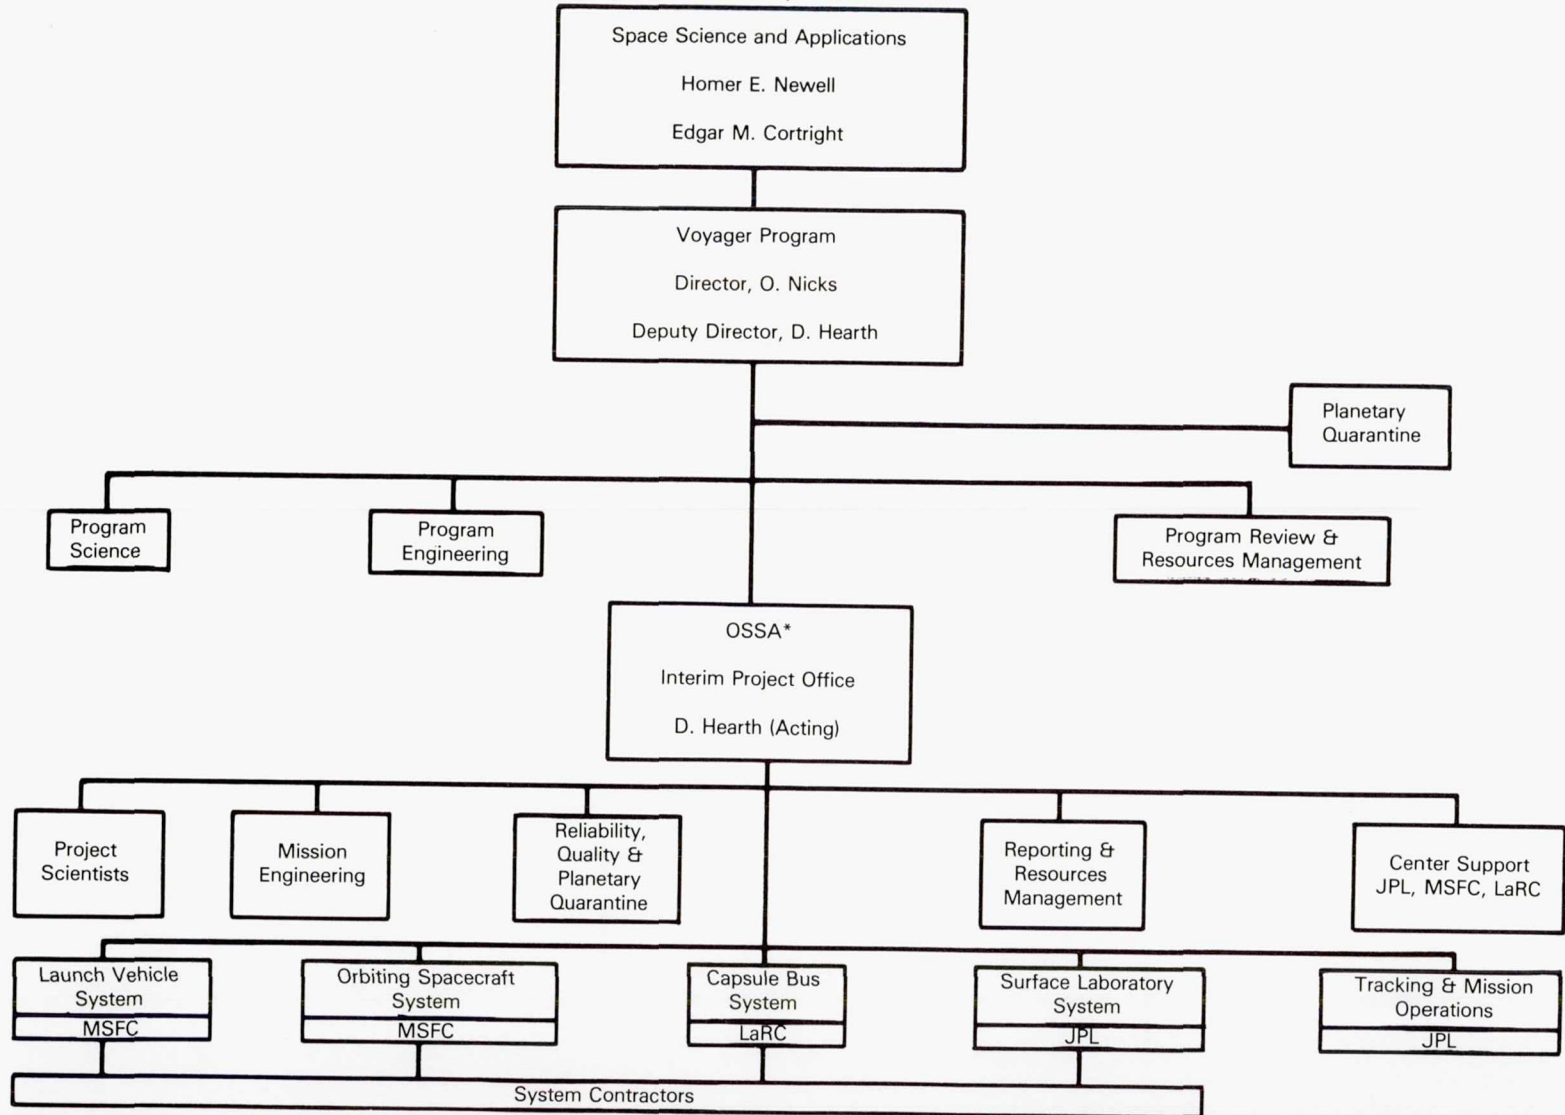 Space Science and Applications
Homer E. Newell
Edgar M. Cortright
Voyager Program
Director, O. Nicks
Deputy Director, D. Hearth
Planetary
Quarantine
Program
Science
Program
Engineering
Program Review &
Resources Management
OSSA*
Interim Project Office
D. Hearth (Acting)
Project
Scientists
Mission
Engineering
Reliability,
Quality &
Planetary
Quarantine
Reporting &
Resources
Management
Center Support
JPL, MSFC, LaRC
Launch Vehicle
System
MSFC
Orbiting Spacecraft
System
MSFC
Capsule Bus
System
LaRC
Surface Laboratory
System
JPL
Tracking & Mission
Operations
JPL
System Contractors